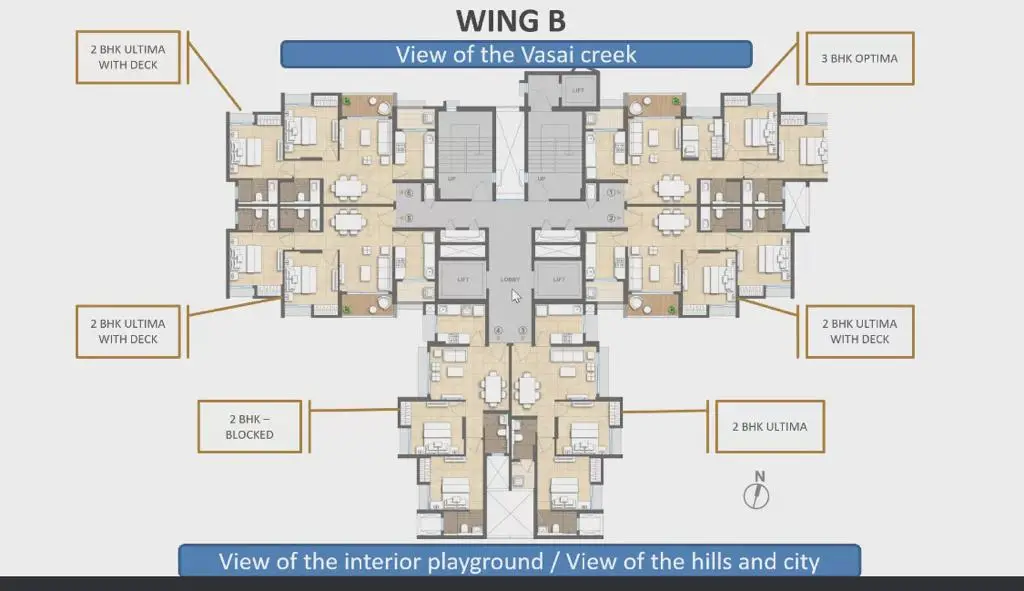 WING B
View of the Vasai creek
2 BHK ULTIMA
WITH DECK
3 BHK OPTIMA
LIFT
UP
UP
6
1
5
2
LIFT
LOBBY
LIFT
4
3
2 BHK ULTIMA
WITH DECK
2 BHK ULTIMA
WITH DECK
2 BHK –
BLOCKED
2 BHK ULTIMA
N
View of the interior playground / View of the hills and city